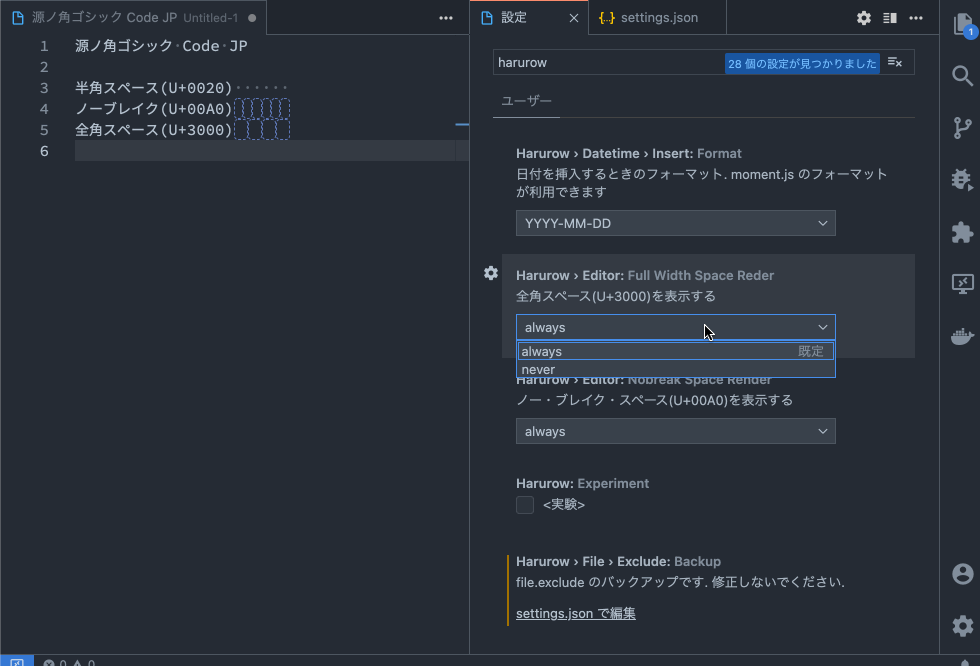 源ノ角ゴシック Code JP Untitled-1
設定
settings.json
1 源ノ角ゴシック·Code·JP
2
3 半角スペース(U+0020)······
4 ノーブレイク(U+00A0)
5 全角スペース(U+3000)
6
harurow
28 個の設定が見つかりました
1
ユーザー
Harurow › Datetime › Insert: Format
日付を挿入するときのフォーマット. moment.js のフォーマット
が利用できます
YYYY-MM-DD
Harurow › Editor: Full Width Space Reder
全角スペース(U+3000)を表示する
always
always 既定
never
Harurow › Editor: Nobreak Space Render
ノー・ブレイク・スペース(U+00A0)を表示する
always
Harurow: Experiment
<実験>
Harurow › File › Exclude: Backup
file.exclude のバックアップです. 修正しないでください.
settings.json で編集
0 0